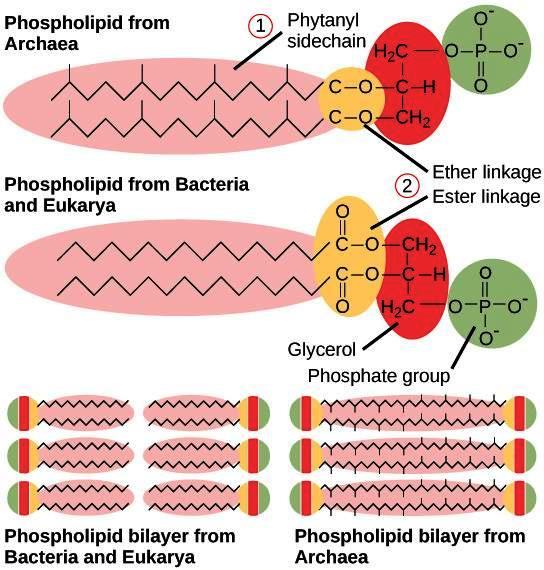 Phospholipid from
Archaea
1
Phytanyl
sidechain
O⁻
H₂C—O—P—O⁻
O
C—O—C—H
C—O—CH₂
Ether linkage
Phospholipid from Bacteria
and Eukarya
2
Ester linkage
O
C—O—CH₂
C—O—C—H
O
H₂C—O—P—O⁻
O
O⁻
Glycerol
Phosphate group
Phospholipid bilayer from
Bacteria and Eukarya
Phospholipid bilayer from
Archaea